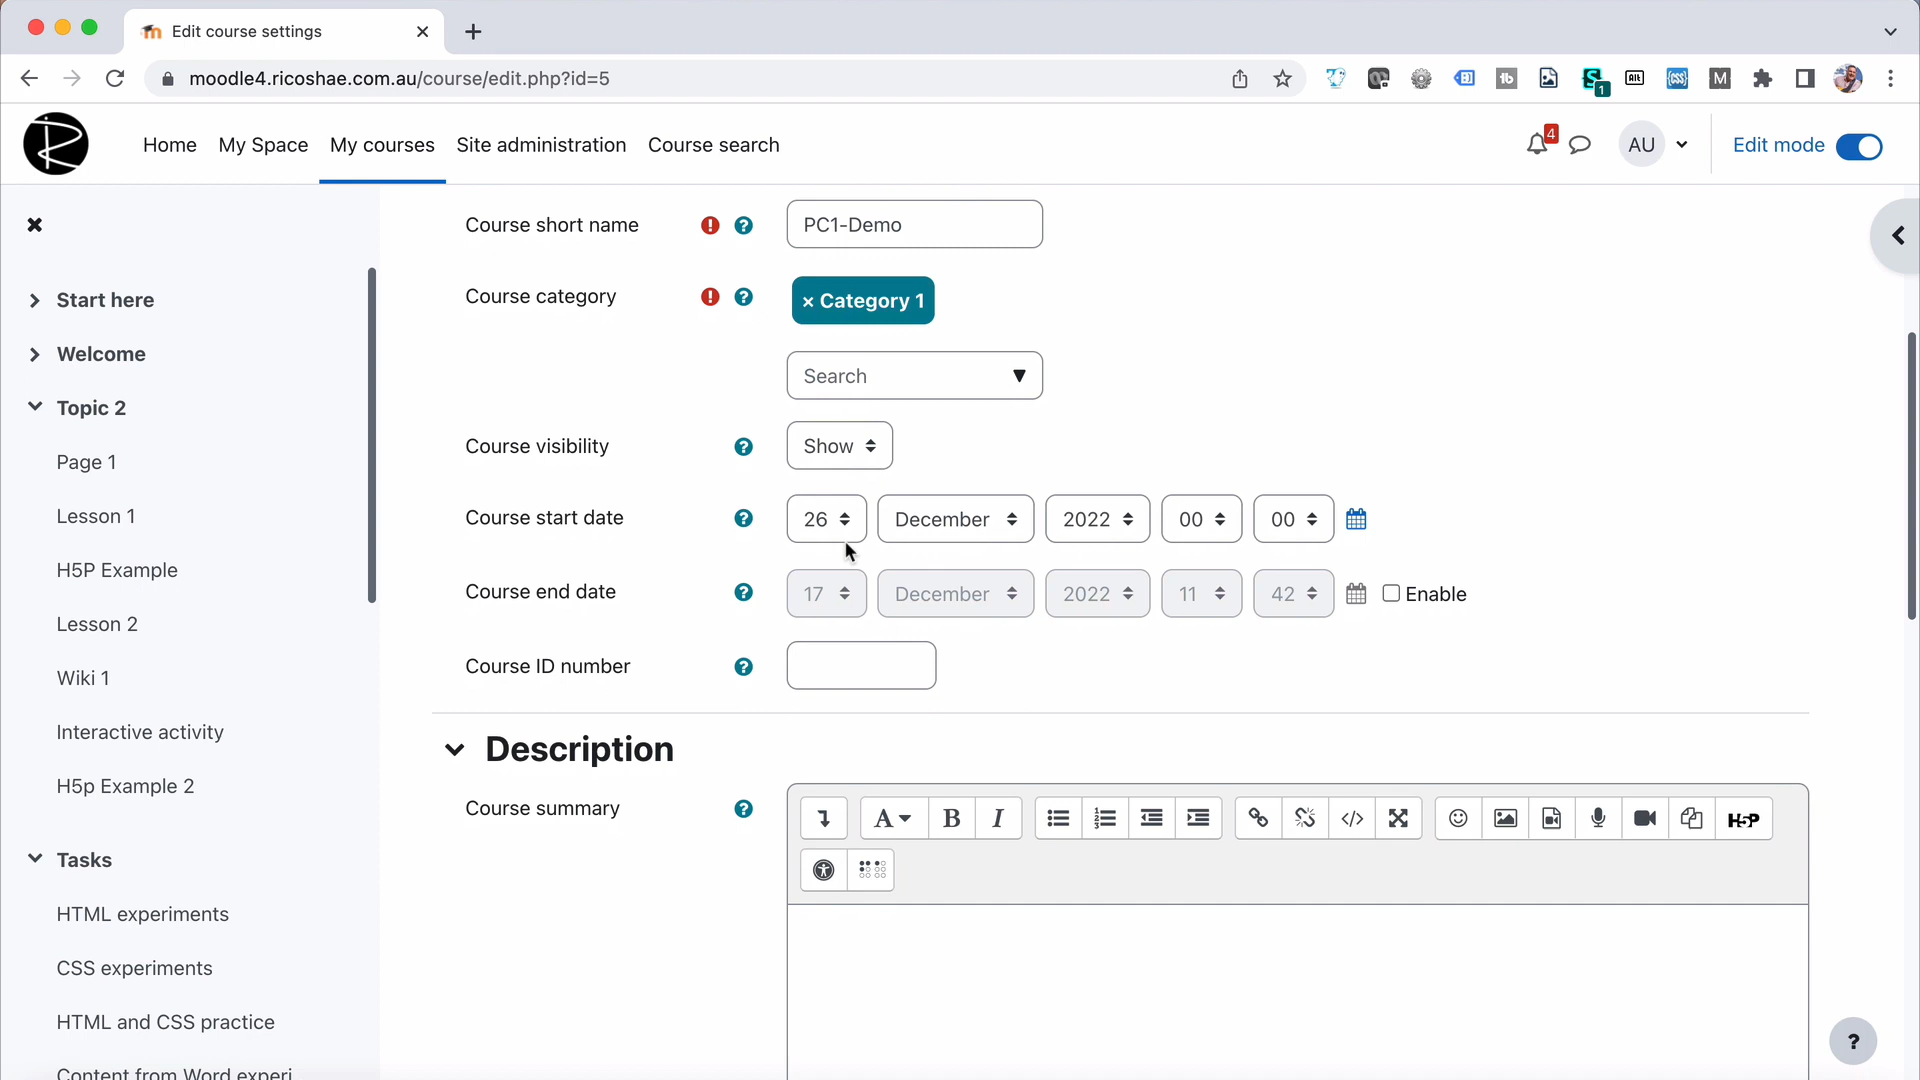 Edit course settings
moodle4.ricoshae.com.au/course/edit.php?id=5
1
Home My Space My courses Site administration Course search
4
AU
Edit mode
Start here
Welcome
Topic 2
Page 1
Lesson 1
H5P Example
Lesson 2
Wiki 1
Interactive activity
H5p Example 2
Tasks
HTML experiments
CSS experiments
HTML and CSS practice
Content from Word experi
Course short name PC1-Demo
Course category × Category 1
Search
Course visibility Show
Course start date 26 December 2022 00 00
Course end date 17 December 2022 11 42 Enable
Course ID number
Description
Course summary
A B I
H5P
?